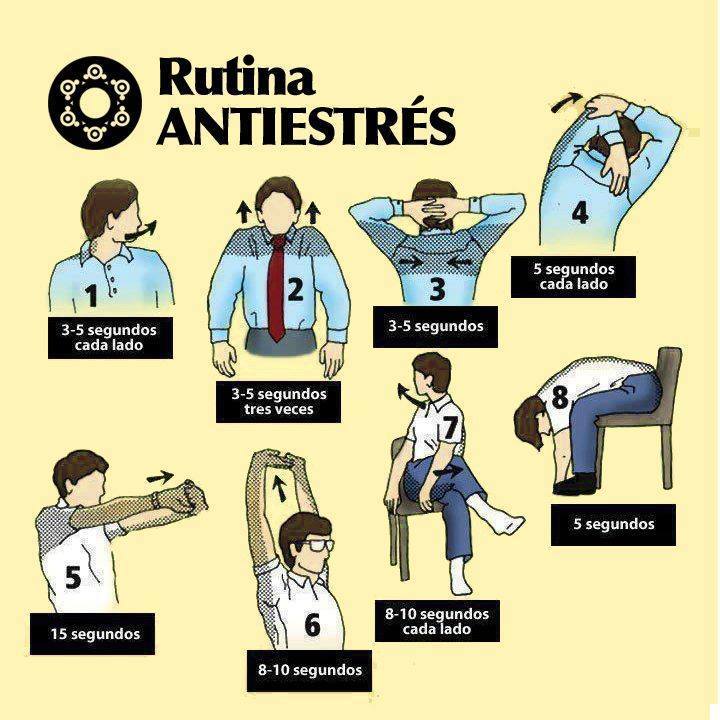 Rutina
ANTIESTRÉS
1
3-5 segundos
cada lado
2
3-5 segundos
tres veces
3
3-5 segundos
4
5 segundos
cada lado
5
15 segundos
6
8-10 segundos
7
8-10 segundos
cada lado
8
5 segundos